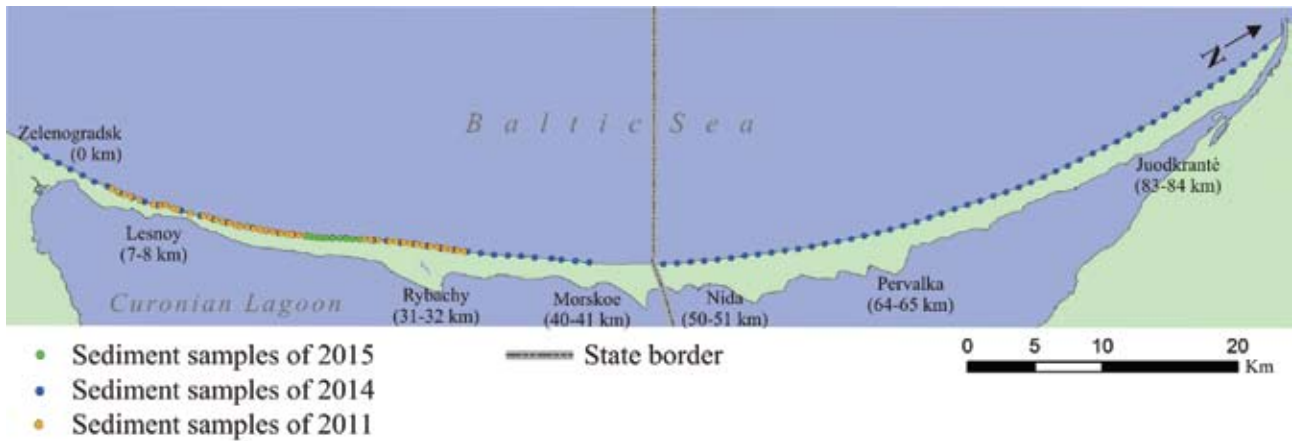 N
Baltic Sea
Zelenogradsk
(0 km)
Juodkrantė
(83-84 km)
Lesnoy
(7-8 km)
Curonian Lagoon
Rybachy
(31-32 km)
Morskoe
(40-41 km)
Nida
(50-51 km)
Pervalka
(64-65 km)
Sediment samples of 2015
State border
Sediment samples of 2014
Sediment samples of 2011
0 5 10 20
Km